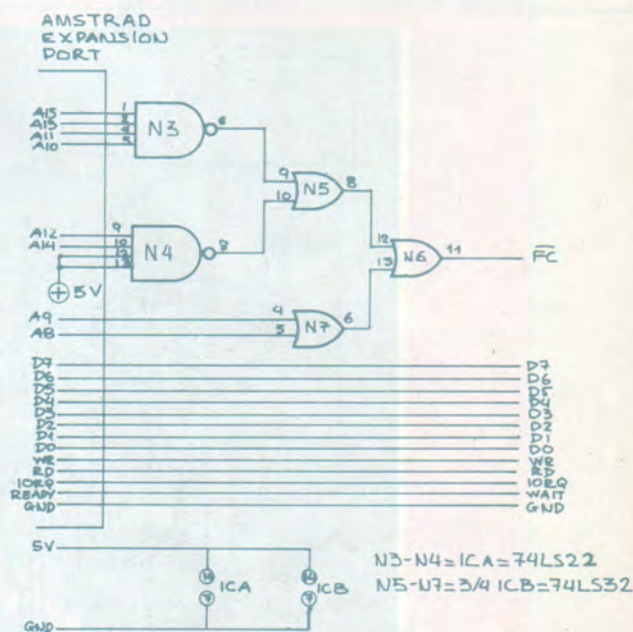 AMSTRAD
EXPANSION
PORT
A15
A13
A11
A10
1
2
4
5
N3
6
9
10
N5
8
A12
A14
9
10
12
13
N4
8
12
13
N6
11
FC
5V
A9
A8
4
5
N7
6
D7 D7
D6 D6
D5 D5
D4 D4
D3 D3
D2 D2
D1 D1
D0 D0
WR WR
RD RD
IORQ IORQ
READY WAIT
GND GND
5V
14
ICA
7
14
ICB
7
GND
N3-N4=ICA=74LS22
N5-N7=3/4 ICB=74LS32